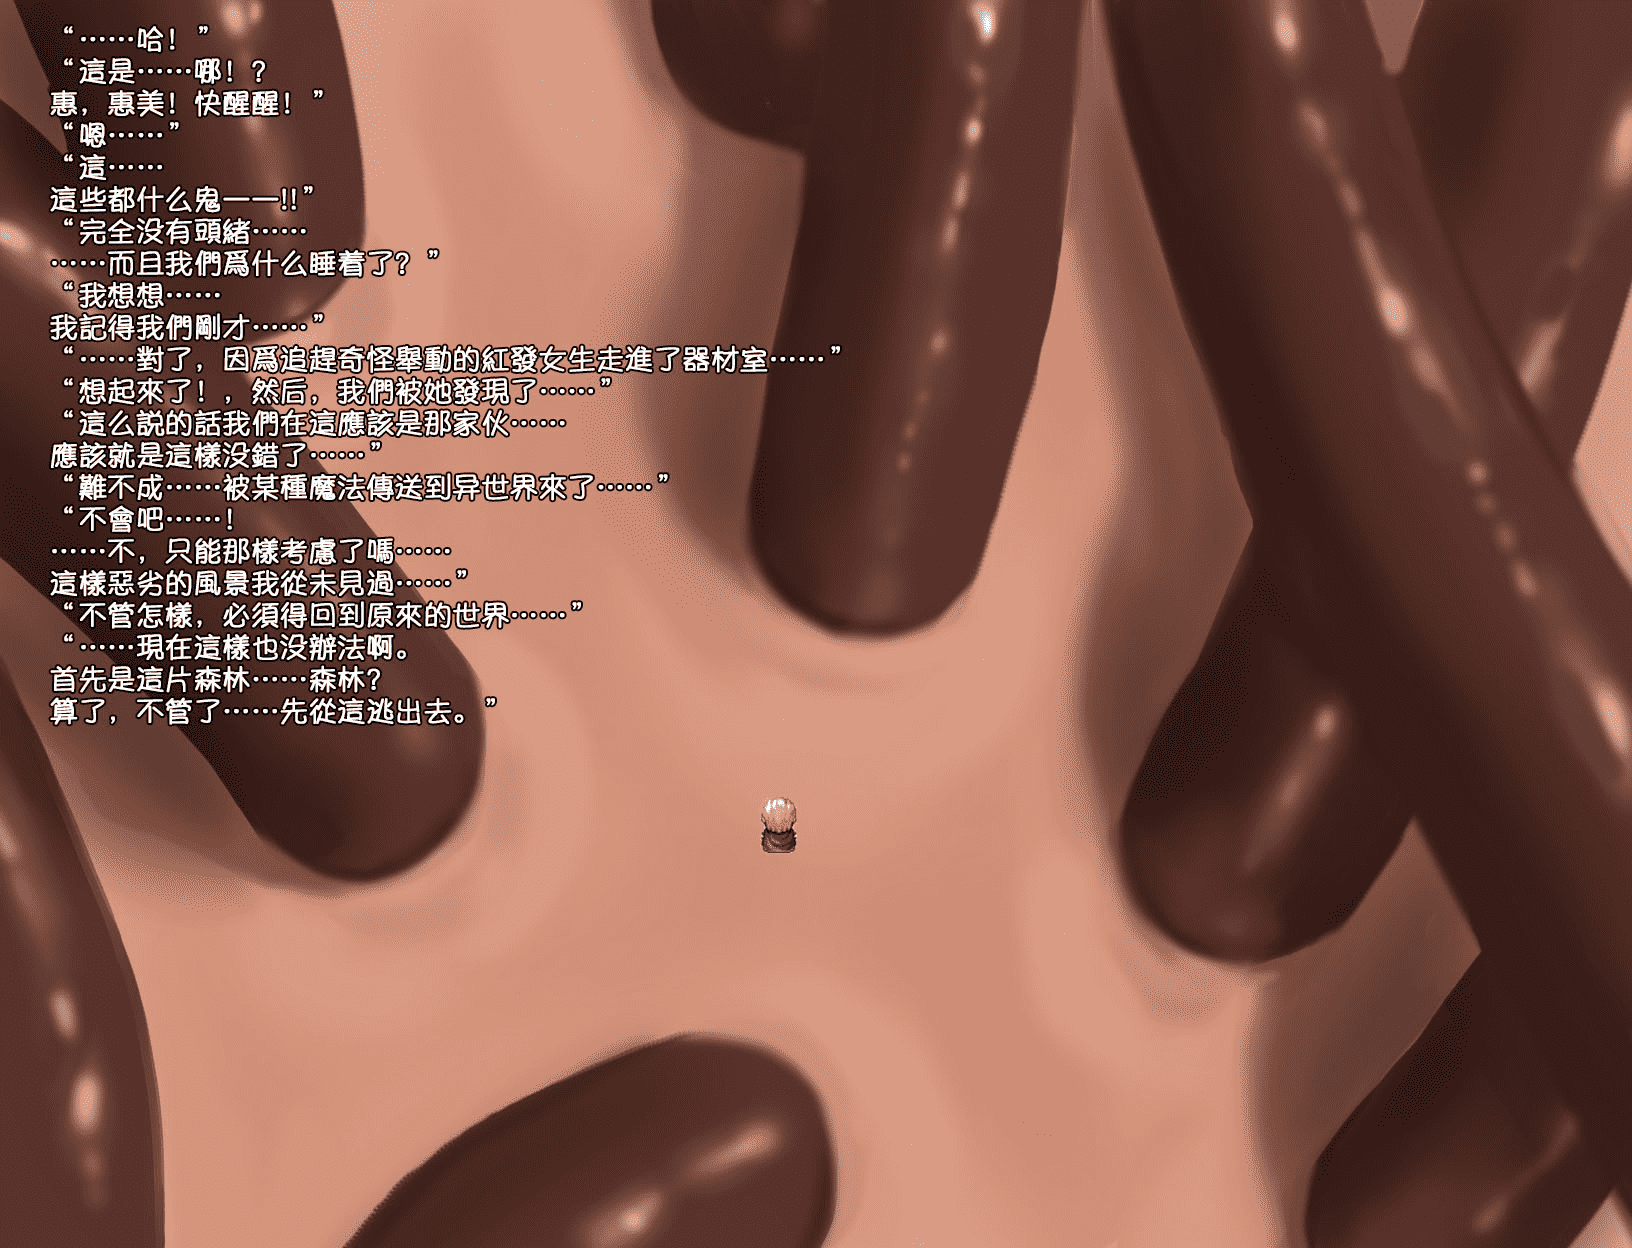 “……哈！”
“這是……哪！？
惠，惠美！快醒醒！”
“嗯……”
“這……
這些都什么鬼——!!”
“完全没有頭緒……
……而且我們爲什么睡着了？”
“我想想……
我記得我們剛才……”
“……對了，因爲追趕奇怪舉動的紅發女生走進了器材室……”
“想起來了！，然后，我們被她發現了……”
“這么説的話我們在這應該是那家伙……
應該就是這樣没錯了……”
“難不成……被某種魔法傳送到异世界來了……”
“不會吧……！
……不，只能那樣考慮了嗎……
這樣惡劣的風景我從未見過……”
“不管怎樣，必須得回到原來的世界……”
“……現在這樣也没辦法啊。
首先是這片森林……森林？
算了，不管了……先從這逃出去。”